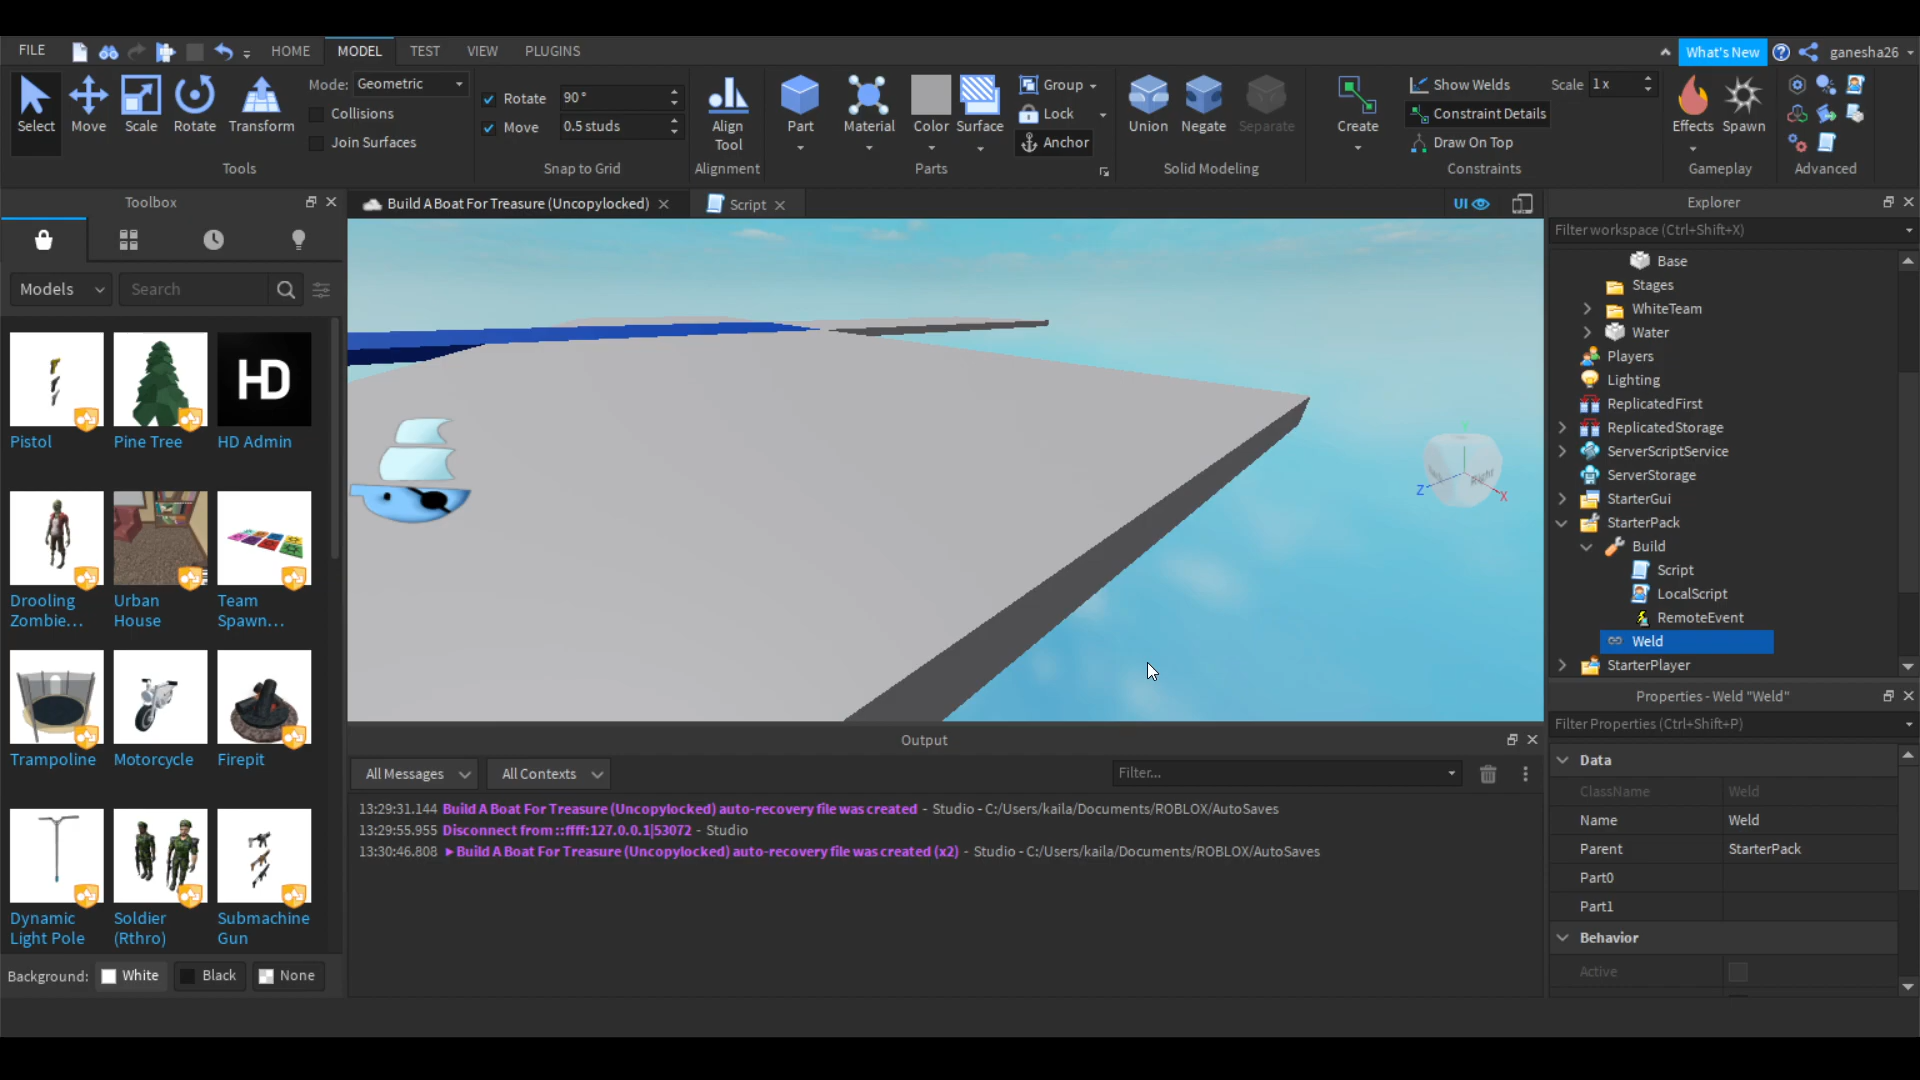 FILE
HOME
MODEL
TEST
VIEW
PLUGINS
What's New
ganesha26
Select
Move
Scale
Rotate
Transform
Mode: Geometric
Collisions
Join Surfaces
Tools
Rotate 90 °
Move 0.5 studs
Snap to Grid
Align Tool
Alignment
Part
Material
Color
Surface
Group
Lock
Anchor
Parts
Union
Negate
Separate
Solid Modeling
Create
Show Welds
Scale 1 x
Constraint Details
Draw On Top
Constraints
Effects
Spawn
Gameplay
Advanced
Toolbox
Models
Search
Pistol
Pine Tree
HD
HD Admin
Drooling Zombie...
Urban House
Team Spawn...
Trampoline
Motorcycle
Firepit
Dynamic Light Pole
Soldier (Rthro)
Submachine Gun
Background: White Black None
Build A Boat For Treasure (Uncopylocked)
Script
UI
Right
Y
Z
X
Output
All Messages
All Contexts
Filter...
13:29:31.144 Build A Boat For Treasure (Uncopylocked) auto-recovery file was created - Studio - C:/Users/kaila/Documents/ROBLOX/AutoSaves
13:29:55.955 Disconnect from ::ffff:127.0.0.1|53072 - Studio
13:30:46.808 ▸Build A Boat For Treasure (Uncopylocked) auto-recovery file was created (x2) - Studio - C:/Users/kaila/Documents/ROBLOX/AutoSaves
Explorer
Filter workspace (Ctrl+Shift+X)
Base
Stages
WhiteTeam
Water
Players
Lighting
ReplicatedFirst
ReplicatedStorage
ServerScriptService
ServerStorage
StarterGui
StarterPack
Build
Script
LocalScript
RemoteEvent
Weld
StarterPlayer
Properties - Weld "Weld"
Filter Properties (Ctrl+Shift+P)
Data
ClassName Weld
Name Weld
Parent StarterPack
Part0
Part1
Behavior
Active